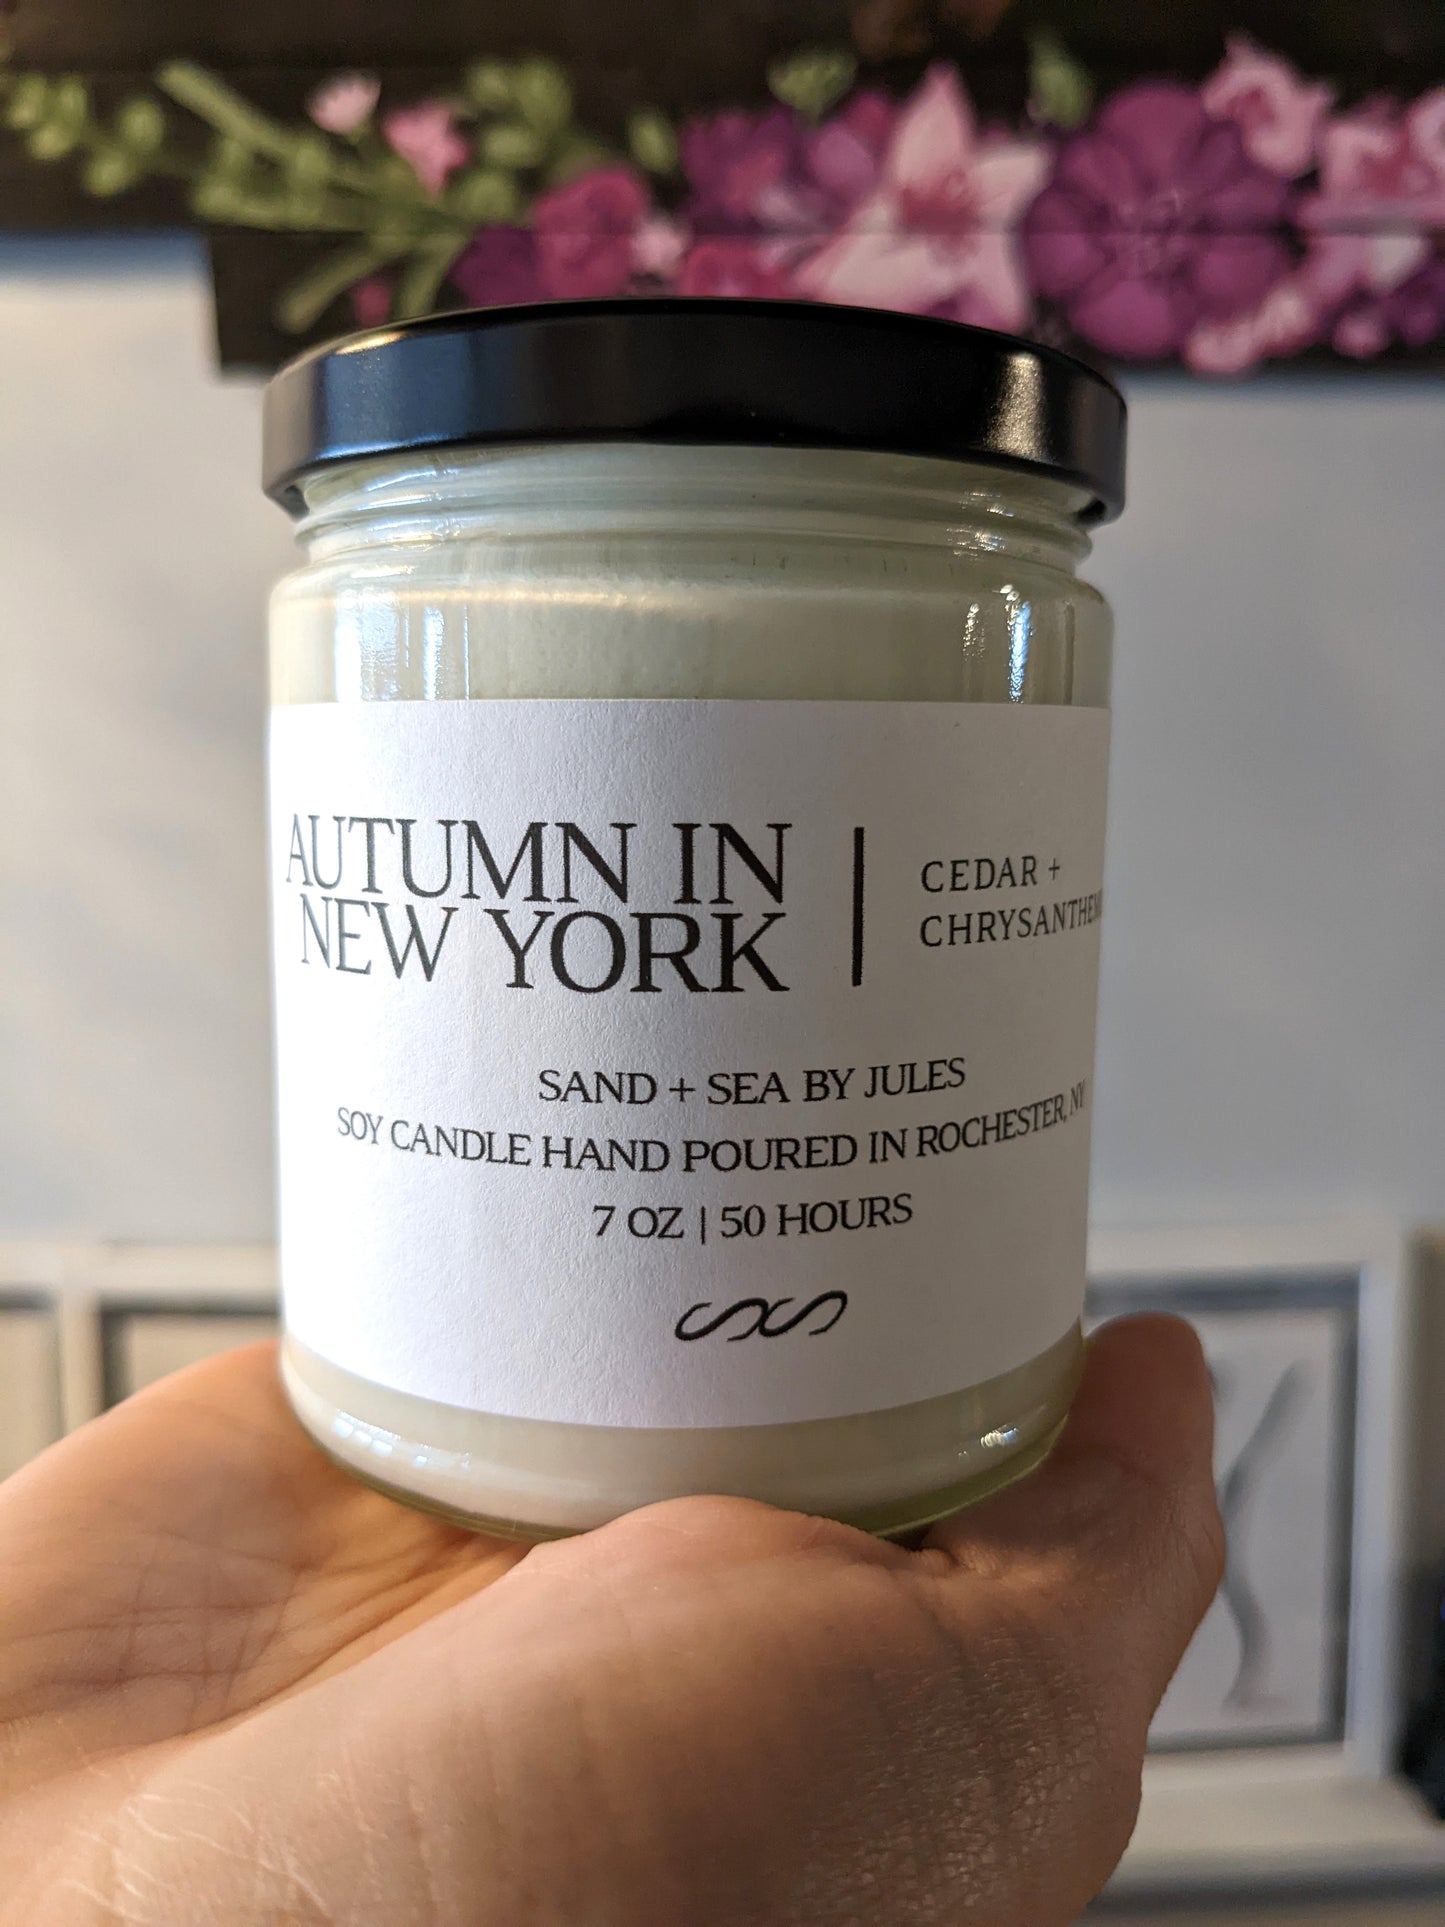 AUTUMN IN
NEW YORK
CEDAR +
SAND + SEA BY JULES
SOY CANDLE HAND POURED IN ROCHESTER, NY
7 OZ | 50 HOURS